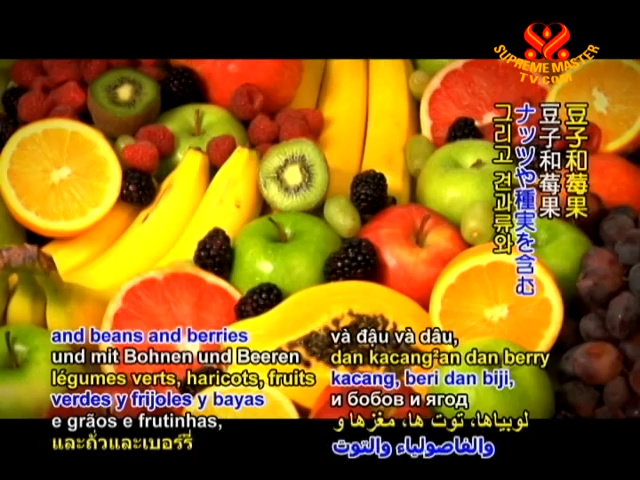 SUPREME MASTER
TV.COM
豆子和莓果
豆子和莓果
ナッツや種実を含む
그리고 견과류와
and beans and berries
und mit Bohnen und Beeren
légumes verts, haricots, fruits
verdes y frijoles y bayas
e grãos e frutinhas,
และถั่วและเบอร์รี่
và đậu và dâu,
dan kacang²an dan berry
kacang, beri dan biji,
и бобов и ягод
لوبیاها، توت ها، مغزها و
والفاصولياء والتوت